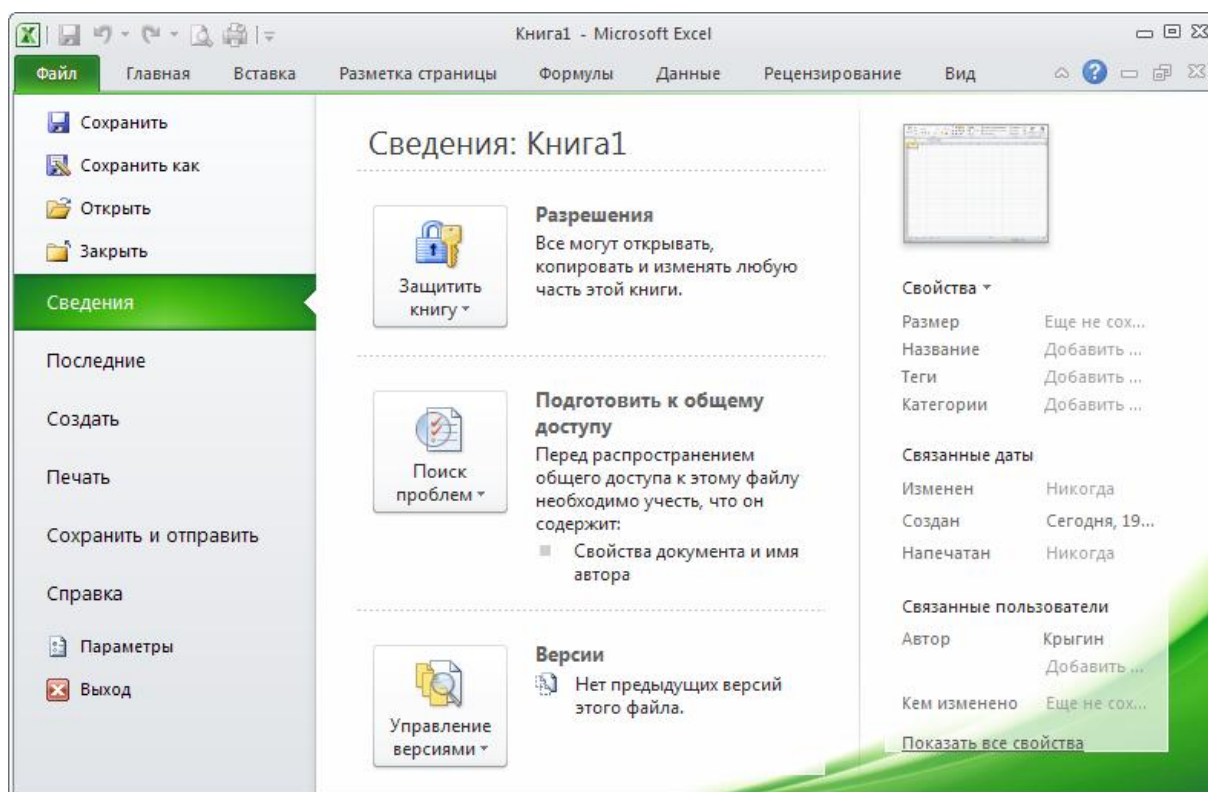 Книга1 - Microsoft Excel
Файл Главная Вставка Разметка страницы Формулы Данные Рецензирование Вид
Сохранить
Сохранить как
Открыть
Закрыть
Сведения
Последние
Создать
Печать
Сохранить и отправить
Справка
Параметры
Выход
Сведения: Книга1
Защитить
книгу
Разрешения
Все могут открывать,
копировать и изменять любую
часть этой книги.
Поиск
проблем
Подготовить к общему
доступу
Перед распространением
общего доступа к этому файлу
необходимо учесть, что он
содержит:
Свойства документа и имя
автора
Управление
версиями
Версии
Нет предыдущих версий
этого файла.
Свойства
Размер Еще не сох...
Название Добавить ...
Теги Добавить ...
Категории Добавить ...
Связанные даты
Изменен Никогда
Создан Сегодня, 19...
Напечатан Никогда
Связанные пользователи
Автор Крыгин
Добавить ...
Кем изменено Еще не сох...
Показать все свойства